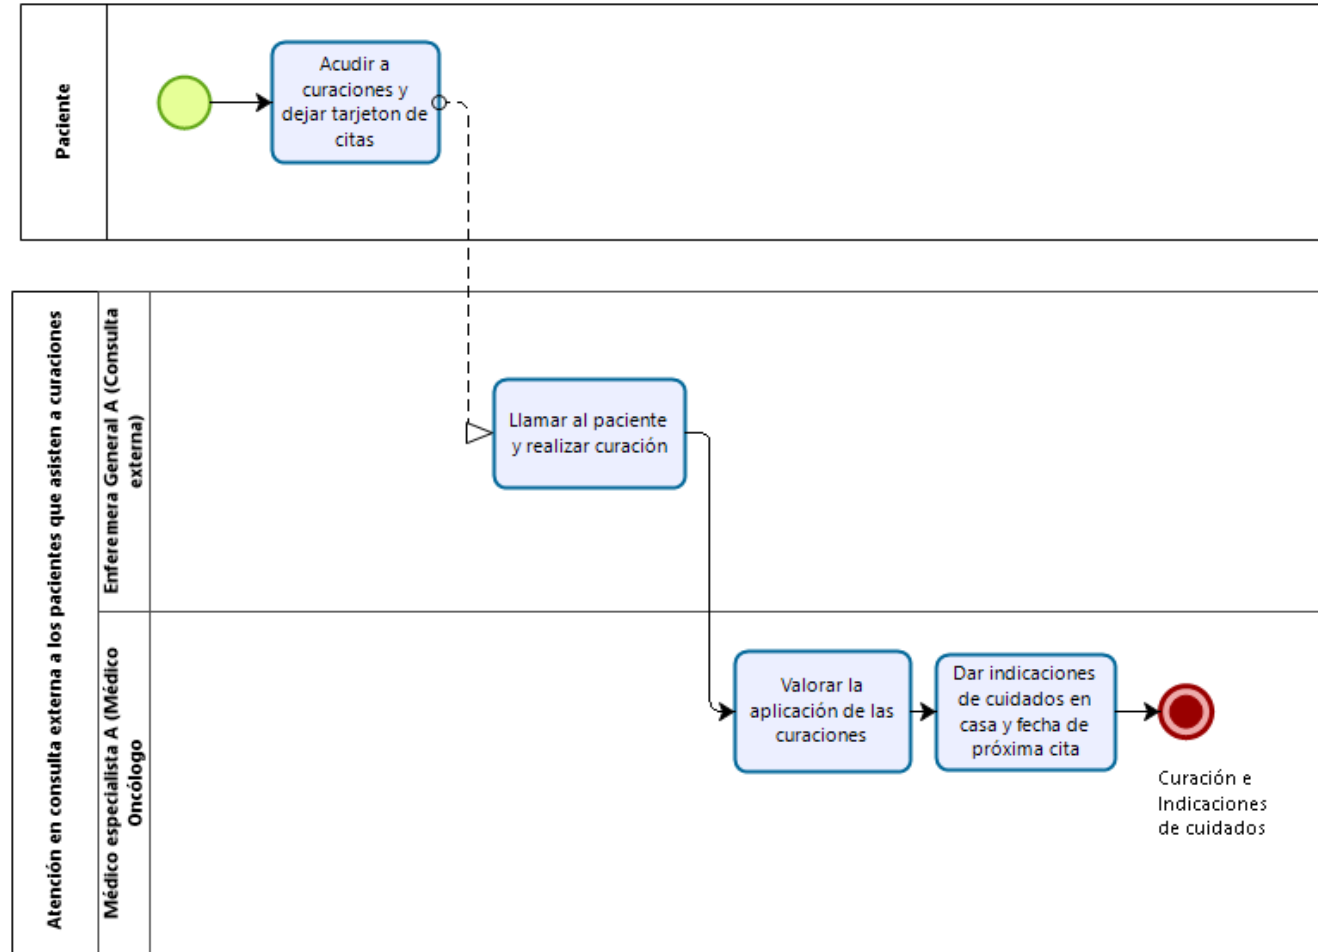 Paciente
Acudir a
curaciones y
dejar tarjeton de
citas
Atención en consulta externa a los pacientes que asisten a curaciones
Enferemera General A (Consulta
externa)
Llamar al paciente
y realizar curación
Médico especialista A (Médico
Oncólogo
Valorar la
aplicación de las
curaciones
Dar indicaciones
de cuidados en
casa y fecha de
próxima cita
Curación e
Indicaciones
de cuidados